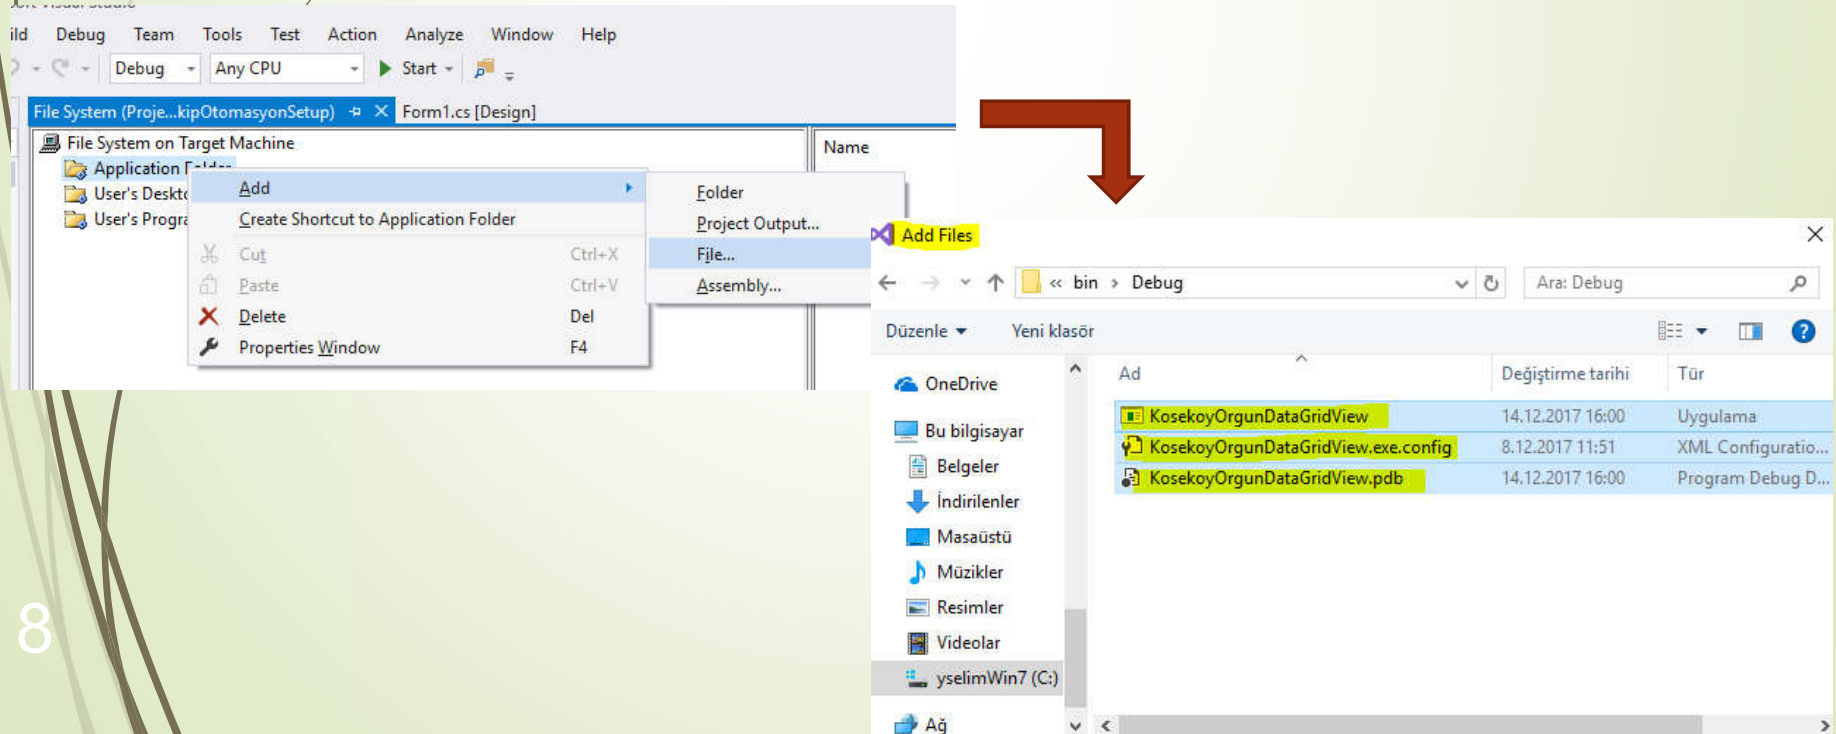 Debug Team Tools Test Action Analyze Window Help
Debug Any CPU Start
File System (Proje...kipOtomasyonSetup) Form1.cs [Design]
File System on Target Machine
Name
Application
User's
User's
Add
Create Shortcut to Application Folder
Cut Ctrl+X
Paste Ctrl+V
Delete Del
Properties Window F4
Folder
Project Output...
File...
Assembly...
Add Files
« bin › Debug
Ara: Debug
Düzenle Yeni klasör
Ad Değiştirme tarihi Tür
KosekoyOrgunDataGridView 14.12.2017 16:00 Uygulama
KosekoyOrgunDataGridView.exe.config 8.12.2017 11:51 XML Configuratio...
KosekoyOrgunDataGridView.pdb 14.12.2017 16:00 Program Debug D...
OneDrive
Bu bilgisayar
Belgeler
İndirilenler
Masaüstü
Müzikler
Resimler
Videolar
yselimWin7 (C:)
Ağ
8